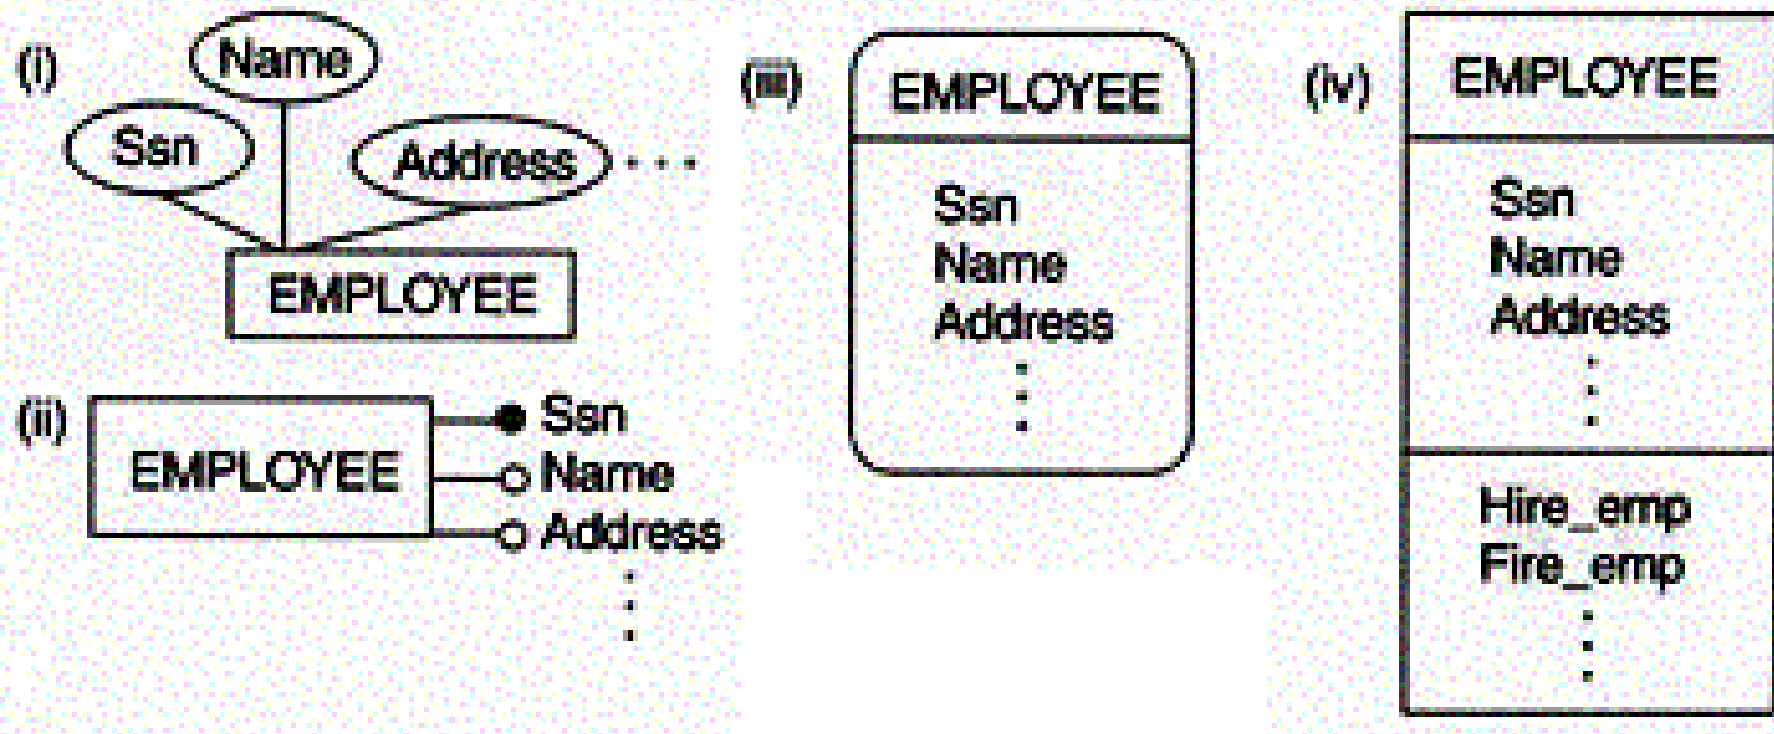 (i)
Name
Ssn
Address ...
EMPLOYEE
(ii)
EMPLOYEE
Ssn
Name
Address
(iii)
EMPLOYEE
Ssn
Name
Address
(iv)
EMPLOYEE
Ssn
Name
Address
Hire_emp
Fire_emp